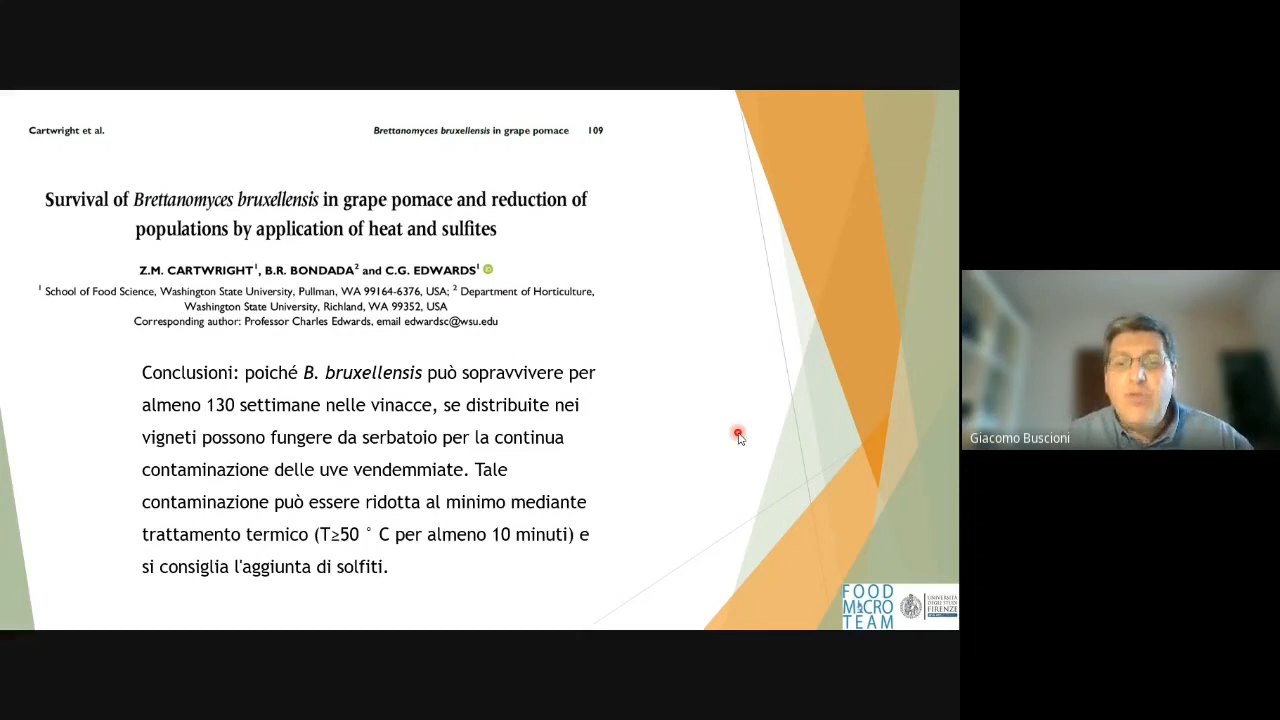 Cartwright et al.
Brettanomyces bruxellensis in grape pomace 109
Survival of Brettanomyces bruxellensis in grape pomace and reduction of
populations by application of heat and sulfites
Z.M. CARTWRIGHT1, B.R. BONDADA2 and C.G. EDWARDS1 iD
1 School of Food Science, Washington State University, Pullman, WA 99164-6376, USA; 2 Department of Horticulture,
Washington State University, Richland, WA 99352, USA
Corresponding author: Professor Charles Edwards, email edwardsc@wsu.edu
Conclusioni: poiché B. bruxellensis può sopravvivere per
almeno 130 settimane nelle vinacce, se distribuite nei
vigneti possono fungere da serbatoio per la continua
contaminazione delle uve vendemmiate. Tale
contaminazione può essere ridotta al minimo mediante
trattamento termico (T≥50 ° C per almeno 10 minuti) e
si consiglia l'aggiunta di solfiti.
Giacomo Buscioni
FOOD
MICRO
TEAM
UNIVERSITÀ
DEGLI STUDI
FIRENZE